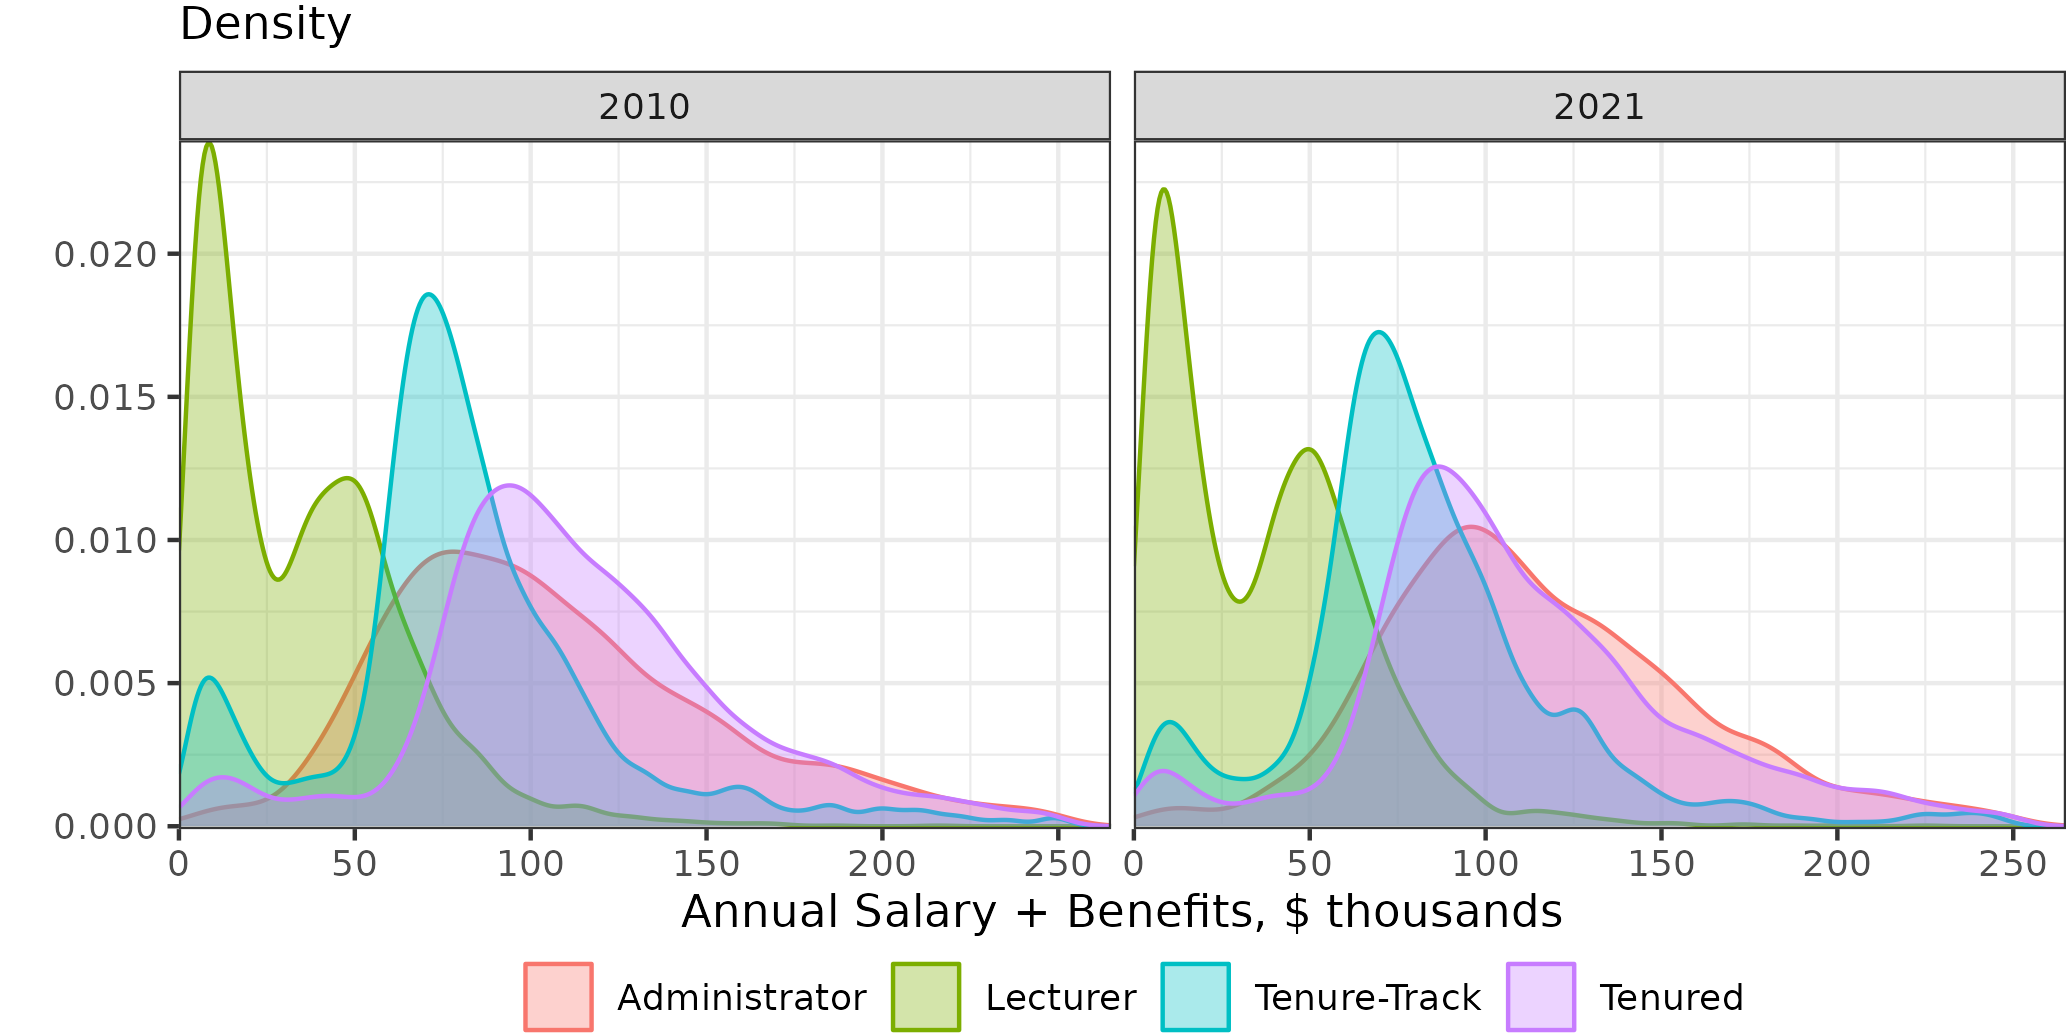 Density
2010 2021
0.020
0.015
0.010
0.005
0.000
0 50 100 150 200 250 0 50 100 150 200 250
Annual Salary + Benefits, $ thousands
Administrator Lecturer Tenure-Track Tenured